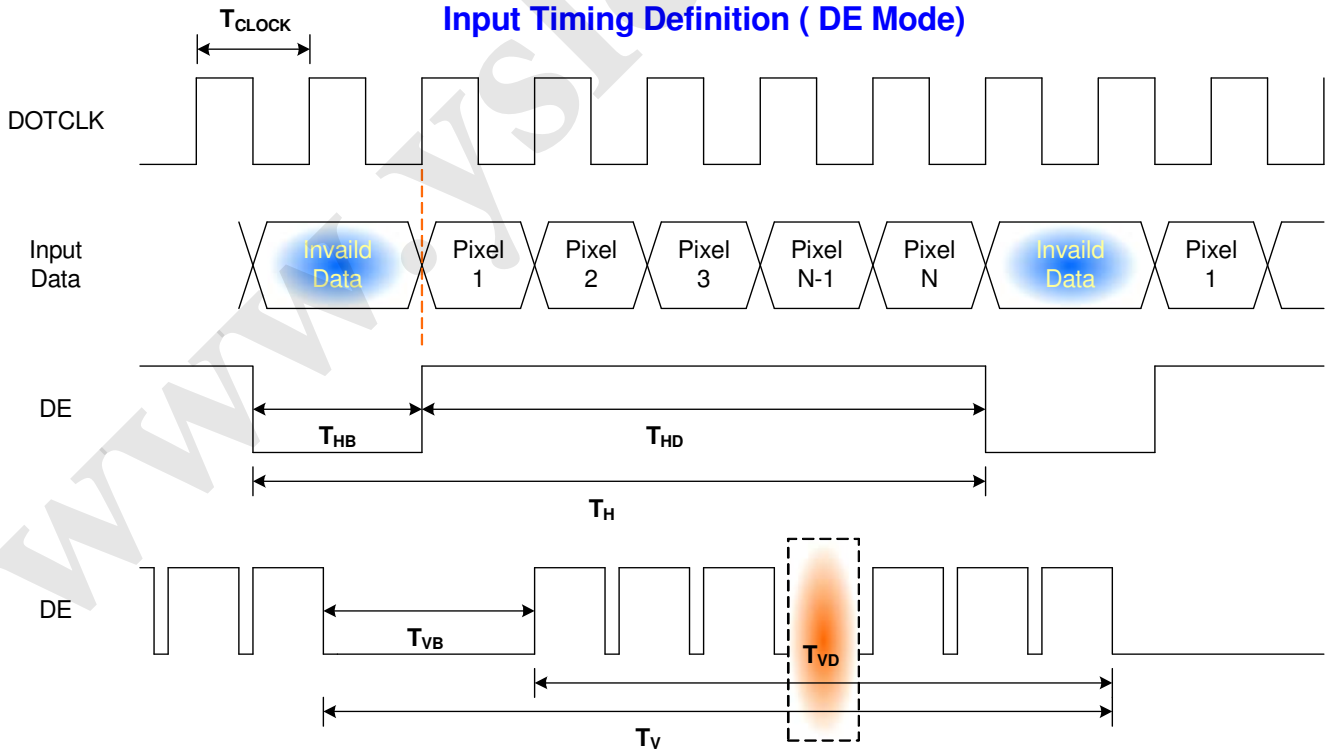 Input Timing Definition ( DE Mode)
TCLOCK
DOTCLK
Input
Data
Invaild
Data
Pixel
1
Pixel
2
Pixel
3
Pixel
N-1
Pixel
N
Invaild
Data
Pixel
1
DE
THB
THD
TH
DE
TVB
TVD
TV